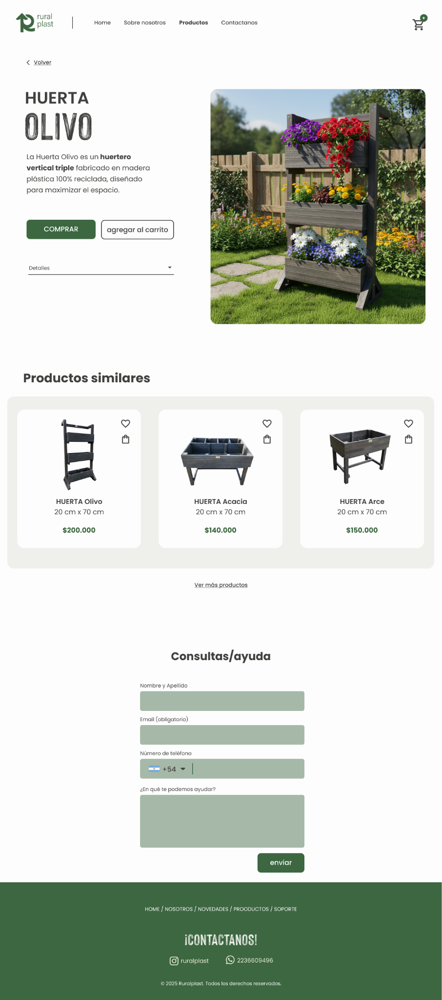 rural
plast
Home
Sobre nosotros
Productos
Contactanos
+
Volver
HUERTA
OLIVO
La Huerta Olivo es un huertero
vertical triple fabricado en madera
plástica 100% reciclada, diseñado
para maximizar el espacio.
COMPRAR
agregar al carrito
Detalles
Productos similares
HUERTA Olivo
20 cm x 70 cm
$200.000
HUERTA Acacia
20 cm x 70 cm
$140.000
HUERTA Arce
20 cm x 70 cm
$150.000
Ver más productos
Consultas/ayuda
Nombre y Apellido
Email (obligatorio)
Número de teléfono
+54
¿En qué te podemos ayudar?
enviar
HOME / NOSOTROS / NOVEDADES / PROODUCTOS / SOPORTE
¡CONTACTANOS!
ruralplast
2236609496
© 2025 Ruralplast. Todos los derechos reservados.